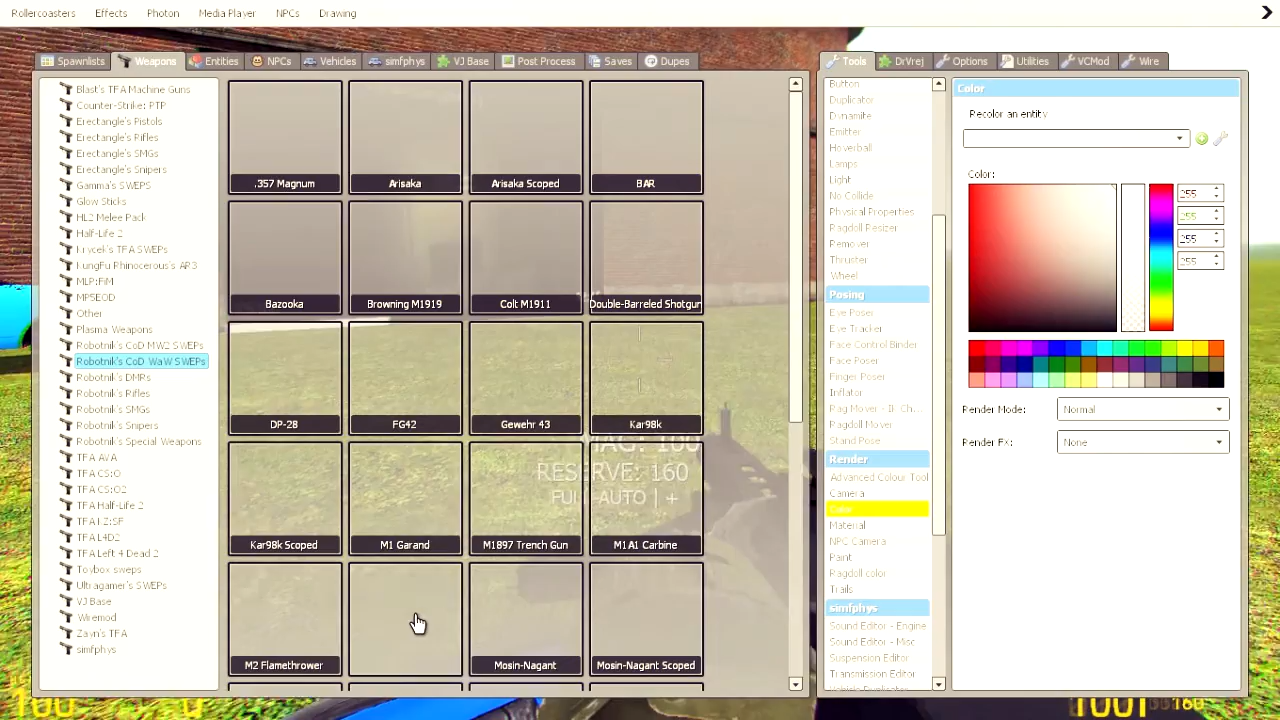 Rollercoasters Effects Photon Media Player NPCs Drawing
Spawnlists Weapons Entities NPCs Vehicles simfphys VJ Base Post Process Saves Dupes
Blast's TFA Machine Guns
Counter-Strike: PTP
Erectangle's Pistols
Erectangle's Rifles
Erectangle's SMGs
Erectangle's Snipers
Gamma's SWEPS
Glow Sticks
HL2 Melee Pack
Half-Life 2
KungFu Rhinocerous's AR3
MLP:FiM
MPSEOD
Other
Plasma Weapons
Robotnik's CoD MW2 SWEPs
Robotnik's CoD WaW SWEPs
Robotnik's DMRs
Robotnik's Rifles
Robotnik's SMGs
Robotnik's Snipers
Robotnik's Special Weapons
TFA AVA
TFA CS:O
TFA CS:O2
TFA Half-Life 2
TFA L4D2
TFA Left 4 Dead 2
Toybox sweps
Ultragamer's SWEPs
VJ Base
Wiremod
Zayn's TFA
simfphys
.357 Magnum Arisaka Arisaka Scoped BAR
Bazooka Browning M1919 Colt M1911 Double-Barreled Shotgun
DP-28 FG42 Gewehr 43 Kar98k
MAG: 100
RESERVE: 160
FULL-AUTO | +
Kar98k Scoped M1 Garand M1897 Trench Gun M1A1 Carbine
M2 Flamethrower Mosin-Nagant Mosin-Nagant Scoped
Tools DrVrej Options Utilities VCMod Wire
Button
Duplicator
Dynamite
Emitter
Hoverball
Lamps
Light
No Collide
Physical Properties
Ragdoll Resizer
Remover
Thruster
Wheel
Posing
Eye Poser
Eye Tracker
Face Control Binder
Face Poser
Finger Poser
Inflator
Ragdoll Mover
Stand Pose
Render
Advanced Colour Tool
Camera
Color
Material
NPC Camera
Paint
Ragdoll color
Trails
simfphys
Sound Editor - Engine
Sound Editor - Misc
Suspension Editor
Transmission Editor
Vehicle Duplicator
Color
Recolor an entity
Color:
255
255
255
255
Render Mode: Normal
Render FX: None
160